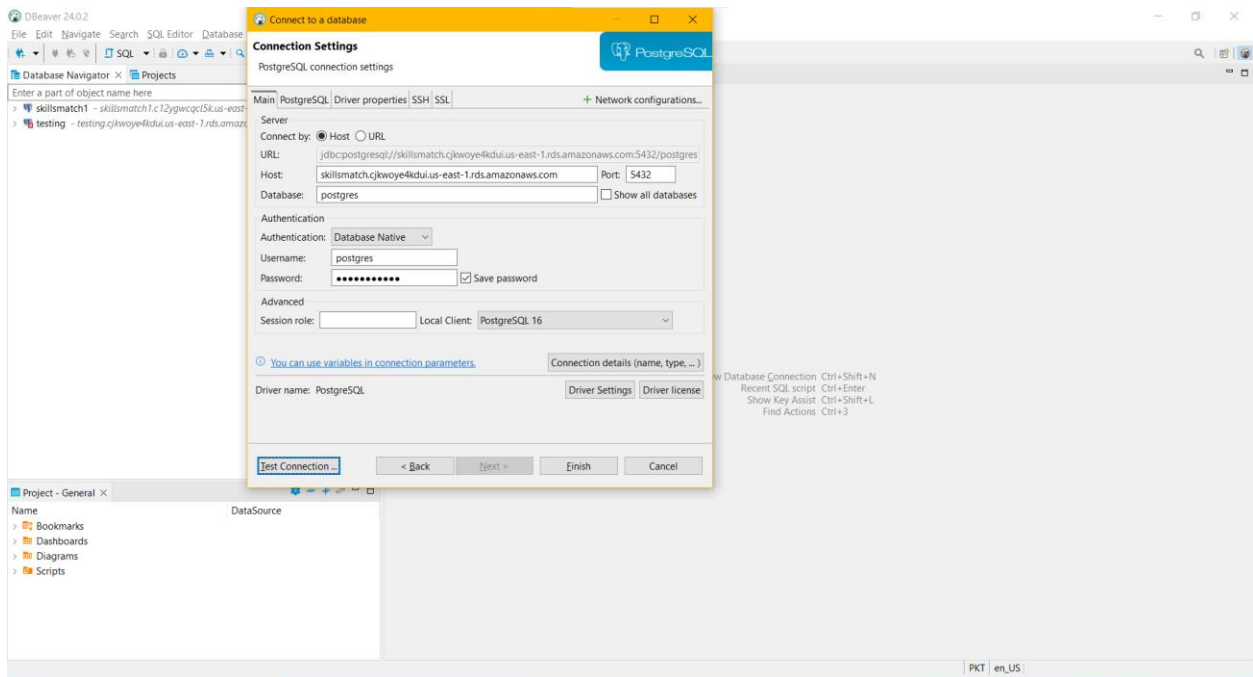 DBeaver 24.0.2
File Edit Navigate Search SQL Editor Database
SQL
Database Navigator Projects
Enter a part of object name here
skillsmatch1 - skillsmatch1.c12ygwcqcl5k.us-east-
testing - testing.cjkwoye4kdui.us-east-1.rds.amazo
Connect to a database
Connection Settings
PostgreSQL connection settings
PostgreSQL
Main PostgreSQL Driver properties SSH SSL
+ Network configurations...
Server
Connect by: Host URL
URL: jdbc:postgresql://skillsmatch.cjkwoye4kdui.us-east-1.rds.amazonaws.com:5432/postgres
Host: skillsmatch.cjkwoye4kdui.us-east-1.rds.amazonaws.com Port: 5432
Database: postgres Show all databases
Authentication
Authentication: Database Native
Username: postgres
Password: ●●●●●●●●●●● Save password
Advanced
Session role: Local Client: PostgreSQL 16
You can use variables in connection parameters.
Connection details (name, type, ... )
Driver name: PostgreSQL
Driver Settings Driver license
Test Connection ... < Back Next > Finish Cancel
w Database Connection Ctrl+Shift+N
Recent SQL script Ctrl+Enter
Show Key Assist Ctrl+Shift+L
Find Actions Ctrl+3
Project - General
Name DataSource
Bookmarks
Dashboards
Diagrams
Scripts
PKT en_US